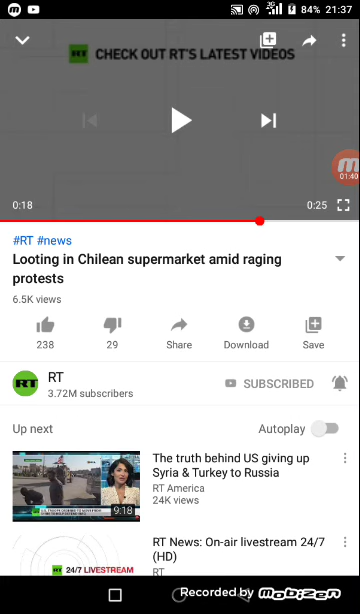 3G 84% 21:37
RT CHECK OUT RT'S LATEST VIDEOS
01:40
0:18 0:25
#RT #news
Looting in Chilean supermarket amid raging
protests
6.5K views
238 29 Share Download Save
RT RT
3.72M subscribers
SUBSCRIBED
Up next Autoplay
The truth behind US giving up
Syria & Turkey to Russia
RT America
24K views
9:18
RT News: On-air livestream 24/7
(HD)
RT
RT 24/7 LIVESTREAM
Recorded by MOBIZEN